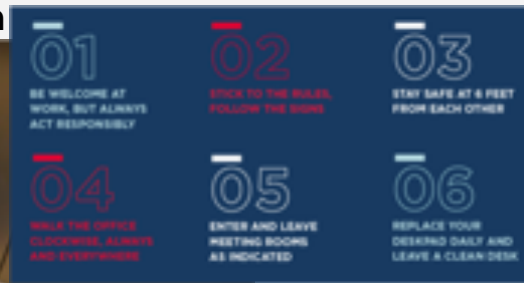 01
BE WELCOME AT
WORK, BUT ALWAYS
ACT RESPONSIBLY
02
STICK TO THE RULES,
FOLLOW THE SIGNS
03
STAY SAFE AT 6 FEET
FROM EACH OTHER
04
WALK THE OFFICE
CLOCKWISE, ALWAYS
AND EVERYWHERE
05
ENTER AND LEAVE
MEETING ROOMS
AS INDICATED
06
REPLACE YOUR
DESKPAD DAILY AND
LEAVE A CLEAN DESK